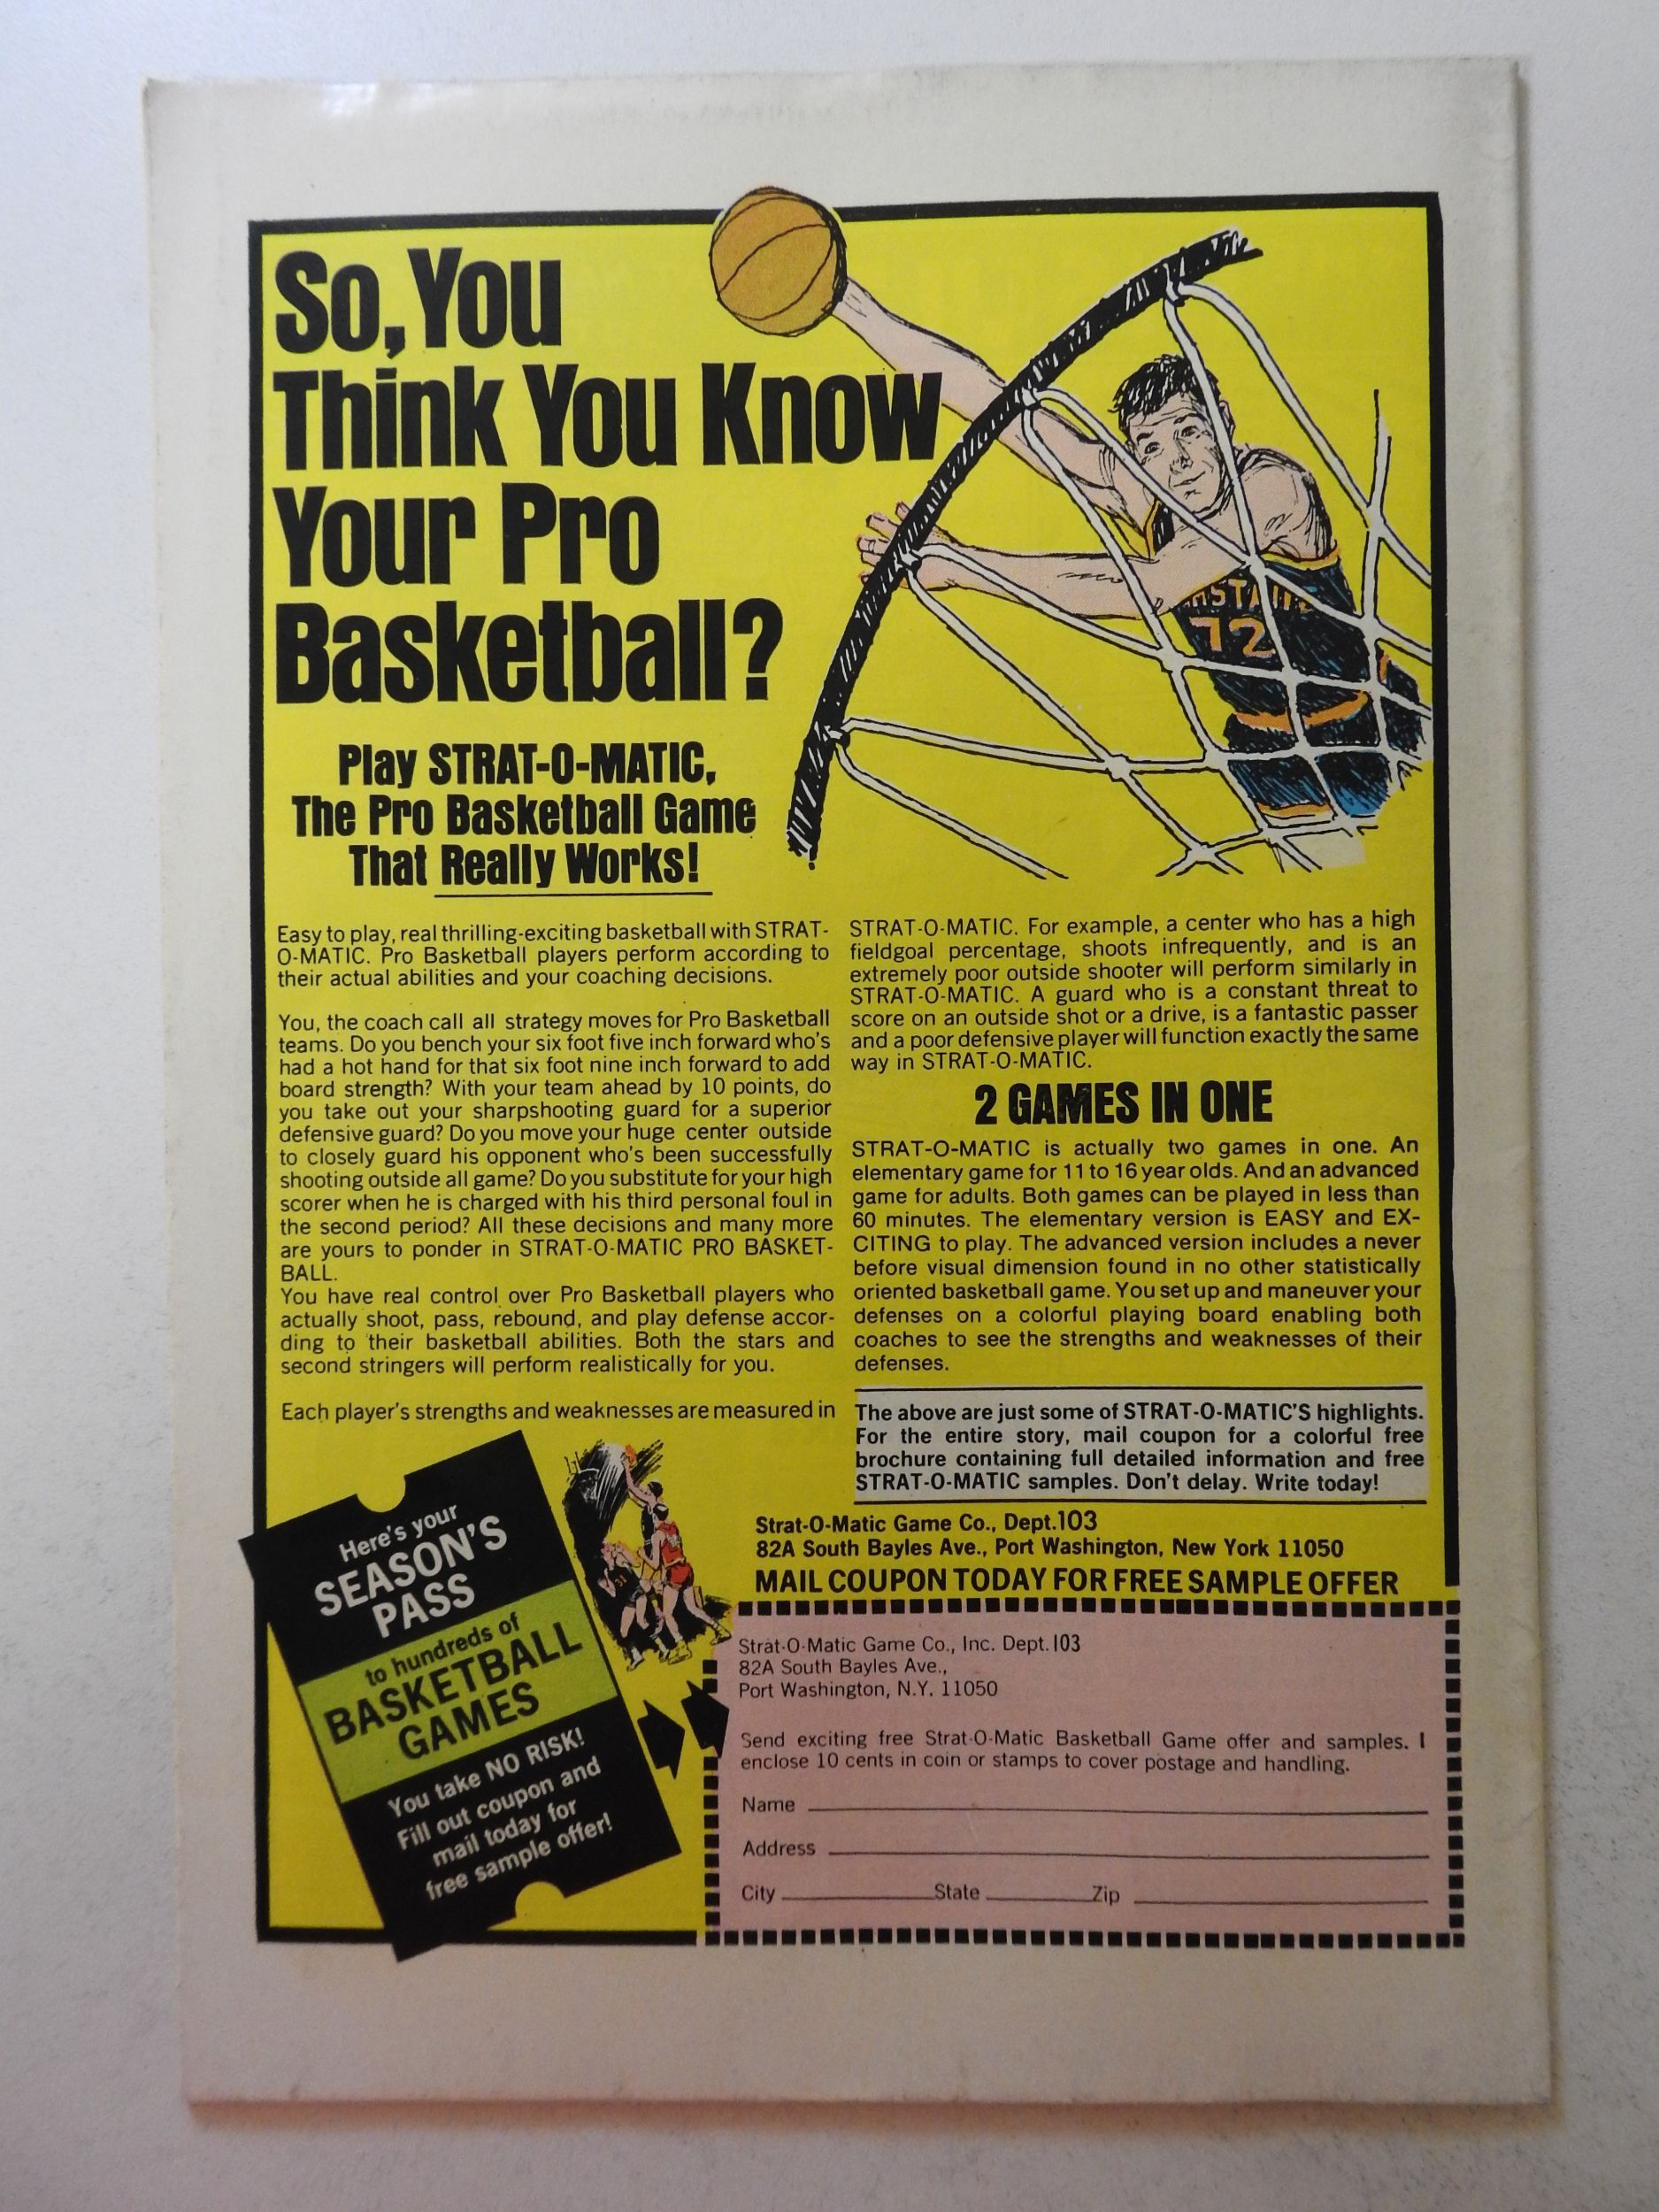 So, You
Think You Know
Your Pro
Basketball?
72
Play STRAT-O-MATIC,
The Pro Basketball Game
That Really Works!
Easy to play, real thrilling-exciting basketball with STRAT-
O-MATIC. Pro Basketball players perform according to
their actual abilities and your coaching decisions.
You, the coach call all strategy moves for Pro Basketball
teams. Do you bench your six foot five inch forward who's
had a hot hand for that six foot nine inch forward to add
board strength? With your team ahead by 10 points, do
you take out your sharpshooting guard for a superior
defensive guard? Do you move your huge center outside
to closely guard his opponent who's been successfully
shooting outside all game? Do you substitute for your high
scorer when he is charged with his third personal foul in
the second period? All these decisions and many more
are yours to ponder in STRAT-O-MATIC PRO BASKET-
BALL.
You have real control over Pro Basketball players who
actually shoot, pass, rebound, and play defense accor-
ding to their basketball abilities. Both the stars and
second stringers will perform realistically for you.
Each player's strengths and weaknesses are measured in
STRAT-O-MATIC. For example, a center who has a high
fieldgoal percentage, shoots infrequently, and is an
extremely poor outside shooter will perform similarly in
STRAT-O-MATIC. A guard who is a constant threat to
score on an outside shot or a drive, is a fantastic passer
and a poor defensive player will function exactly the same
way in STRAT-O-MATIC.
2 GAMES IN ONE
STRAT-O-MATIC is actually two games in one. An
elementary game for 11 to 16 year olds. And an advanced
game for adults. Both games can be played in less than
60 minutes. The elementary version is EASY and EX-
CITING to play. The advanced version includes a never
before visual dimension found in no other statistically
oriented basketball game. You set up and maneuver your
defenses on a colorful playing board enabling both
coaches to see the strengths and weaknesses of their
defenses.
The above are just some of STRAT-O-MATIC'S highlights.
For the entire story, mail coupon for a colorful free
brochure containing full detailed information and free
STRAT-O-MATIC samples. Don't delay. Write today!
Strat-O-Matic Game Co., Dept.103
82A South Bayles Ave., Port Washington, New York 11050
MAIL COUPON TODAY FOR FREE SAMPLE OFFER
Here's your
SEASON'S
PASS
to hundreds of
BASKETBALL
GAMES
You take NO RISK!
Fill out coupon and
mail today for
free sample offer!
Strat-O-Matic Game Co., Inc. Dept.103
82A South Bayles Ave.,
Port Washington, N.Y. 11050
Send exciting free Strat-O-Matic Basketball Game offer and samples. I
enclose 10 cents in coin or stamps to cover postage and handling.
Name
Address
City State Zip